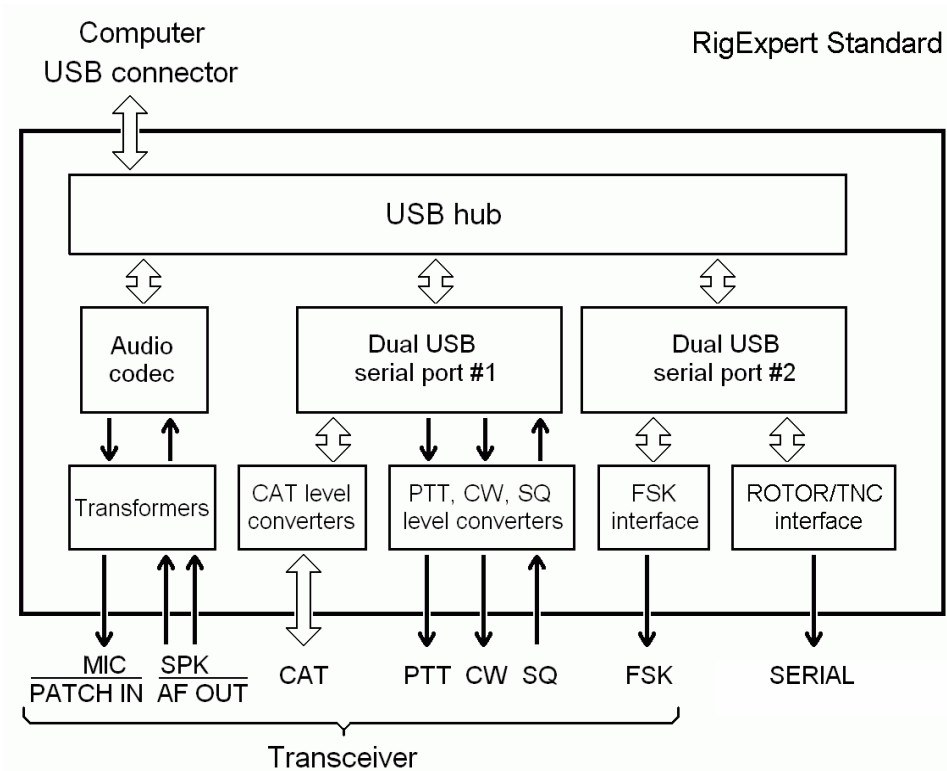 Computer
USB connector
RigExpert Standard
USB hub
Audio
codec
Dual USB
serial port #1
Dual USB
serial port #2
Transformers
CAT level
converters
PTT, CW, SQ
level converters
FSK
interface
ROTOR/TNC
interface
MIC
PATCH IN
SPK
AF OUT
CAT
PTT
CW
SQ
FSK
SERIAL
Transceiver